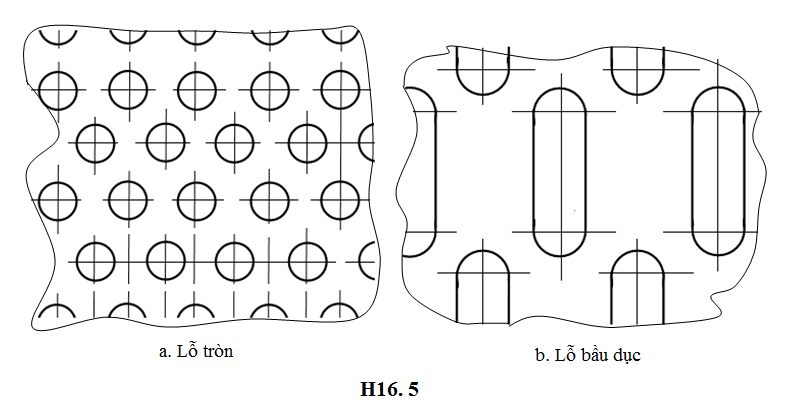 a. Lỗ tròn
b. Lỗ bầu dục
H16. 5